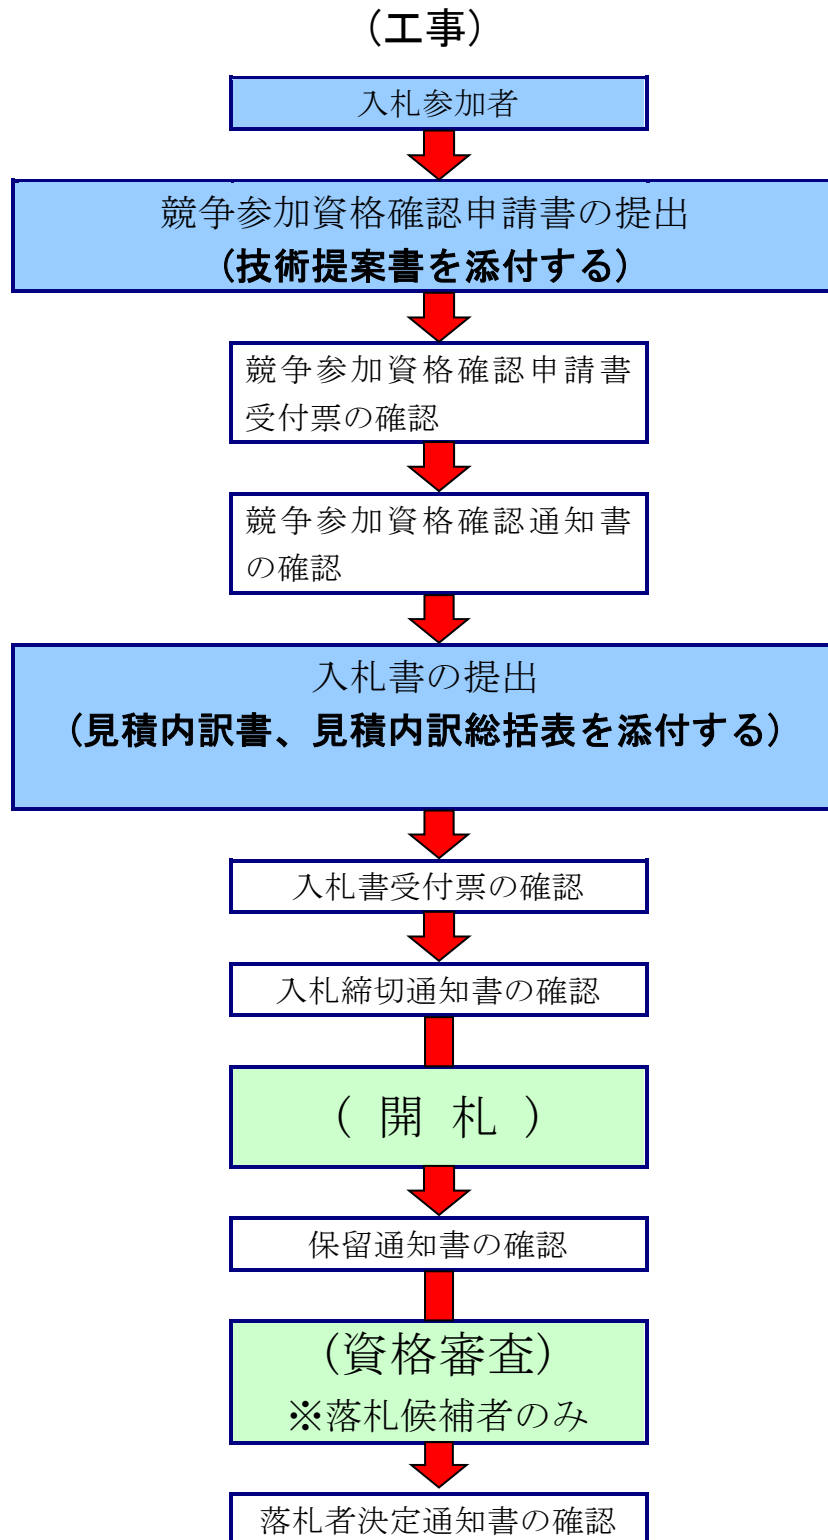 (工事)
入札参加者
競争参加資格確認申請書の提出
(技術提案書を添付する)
競争参加資格確認申請書
受付票の確認
競争参加資格確認通知書
の確認
入札書の提出
(見積内訳書、見積内訳総括表を添付する)
入札書受付票の確認
入札締切通知書の確認
( 開 札 )
保留通知書の確認
(資格審査)
※落札候補者のみ
落札者決定通知書の確認